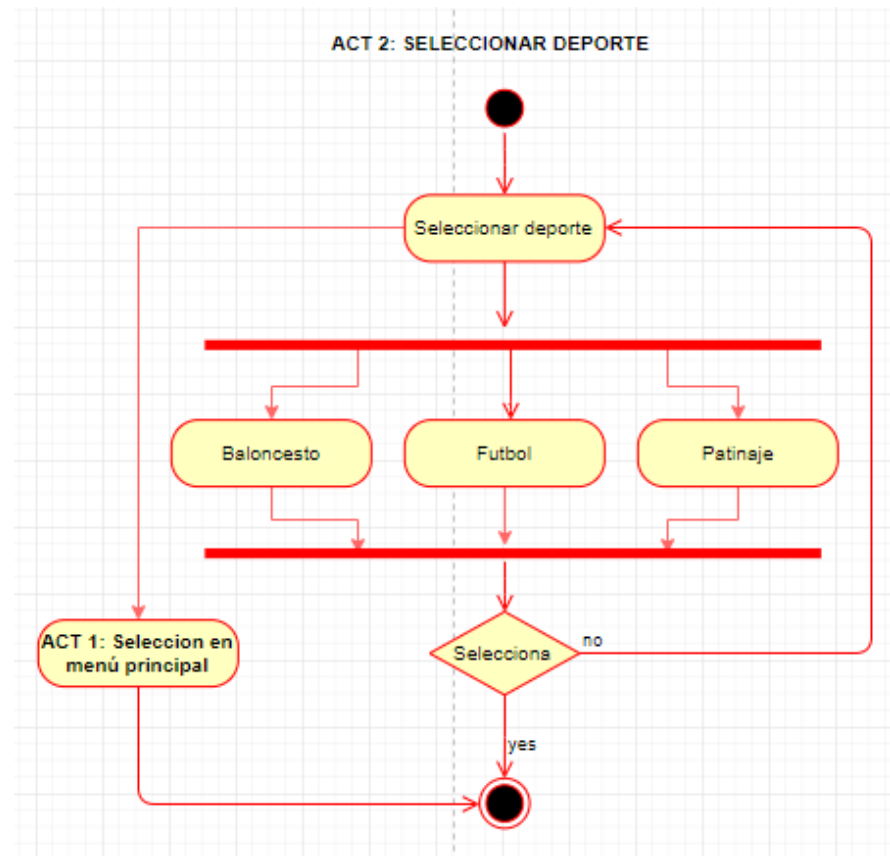 ACT 2: SELECCIONAR DEPORTE
Seleccionar deporte
Baloncesto
Futbol
Patinaje
ACT 1: Seleccion en
menú principal
Selecciona
no
yes